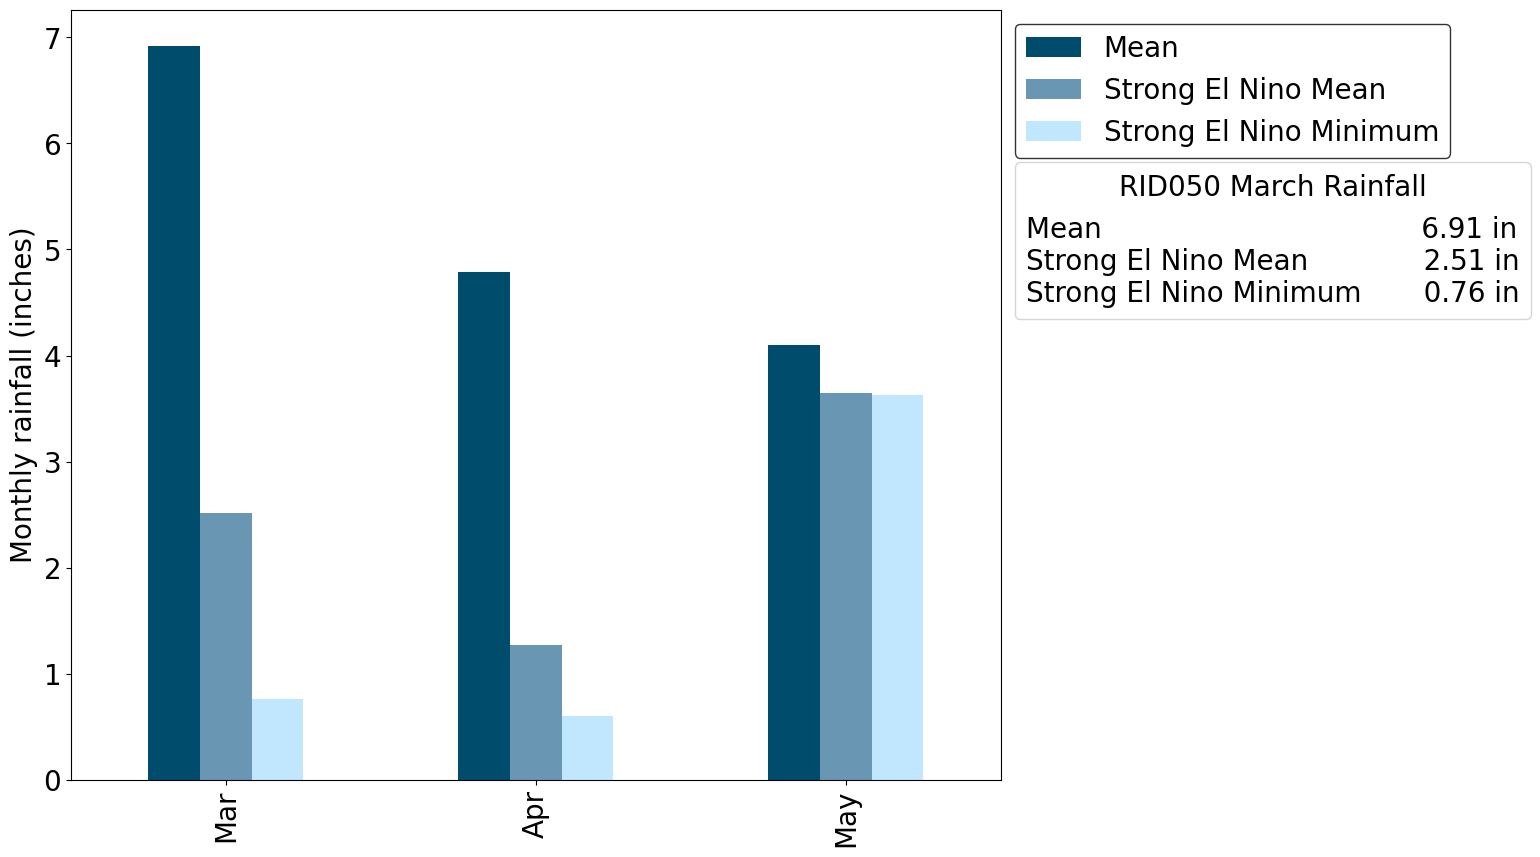 Monthly rainfall (inches)
7
6
5
4
3
2
1
0
Mar
Apr
May
Mean
Strong El Nino Mean
Strong El Nino Minimum
RID050 March Rainfall
Mean 6.91 in
Strong El Nino Mean 2.51 in
Strong El Nino Minimum 0.76 in